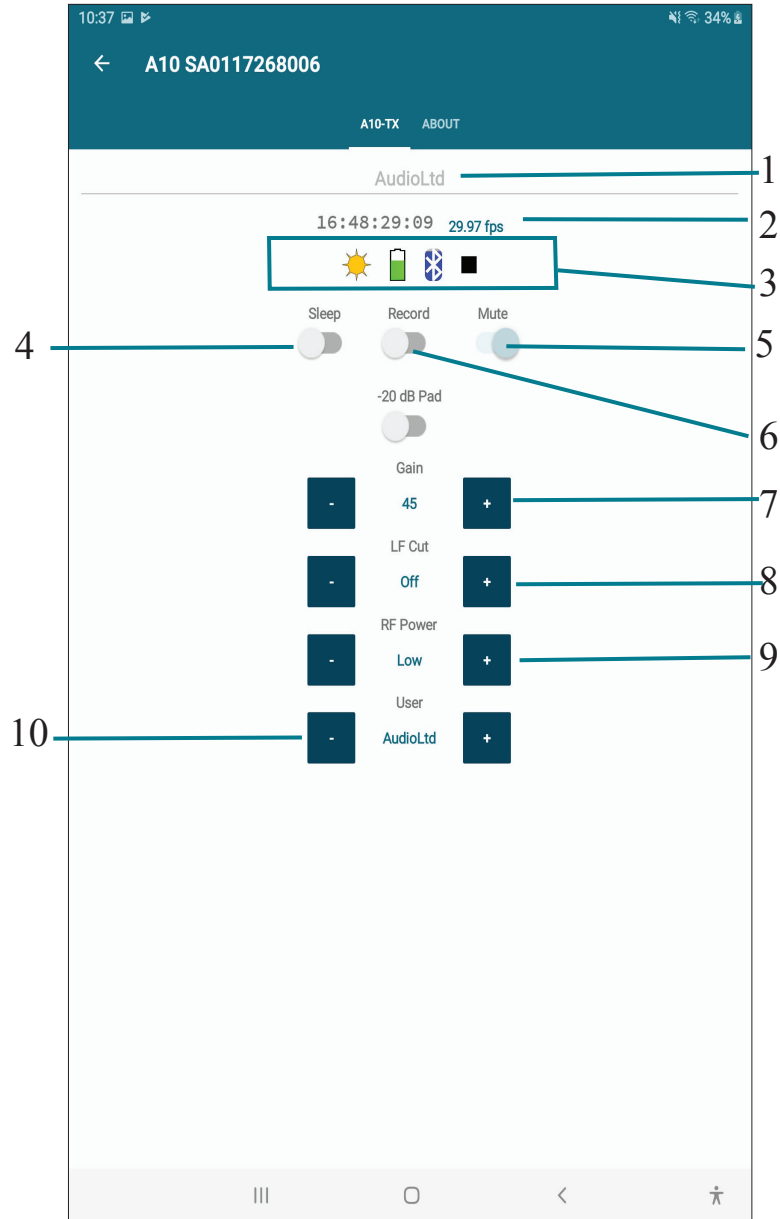 10:37 34%
A10 SA0117268006
A10-TX ABOUT
AudioLtd 1
16:48:29:09 29.97 fps 2
3
Sleep Record Mute
4 5
-20 dB Pad
6
Gain
- 45 + 7
LF Cut
- Off + 8
RF Power
- Low + 9
User
10 - AudioLtd +